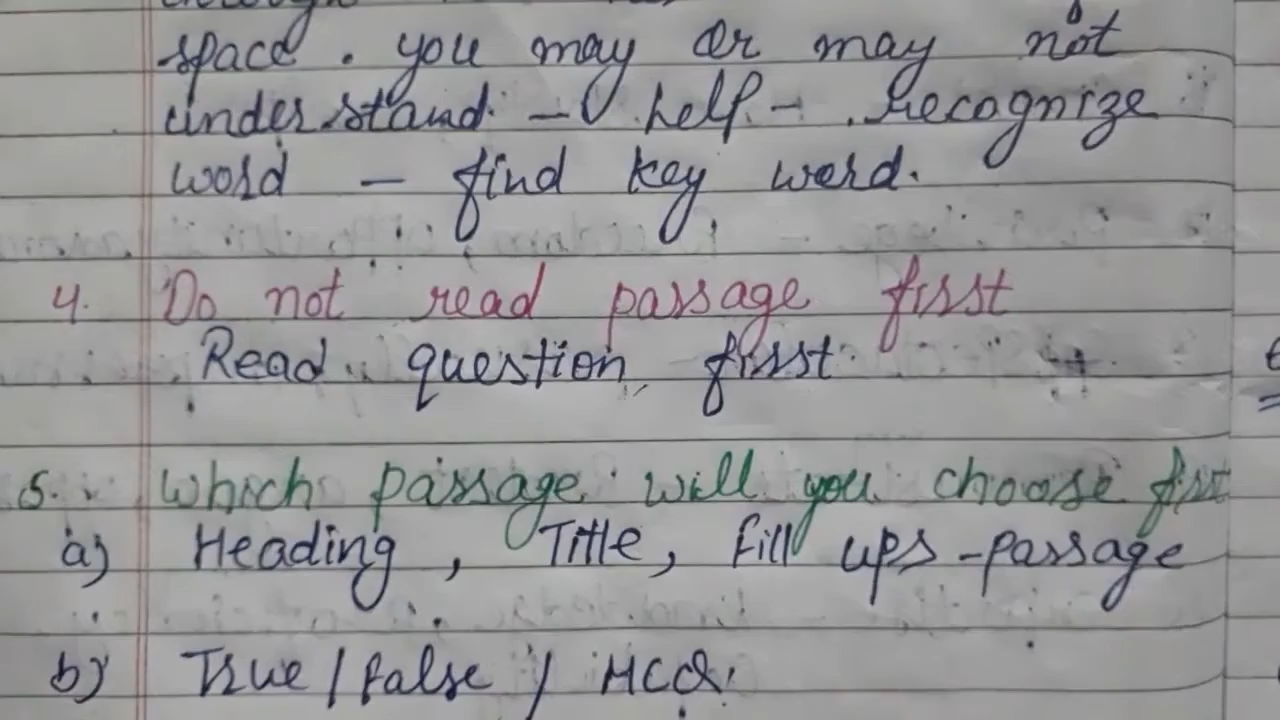 space. you may or may not
understand - help - recognize
word - find key word.
4. Do not read passage first
Read question first
5. Which passage will you choose first
a) Heading, Title, fill ups - passage
b) True / false / MCQ.